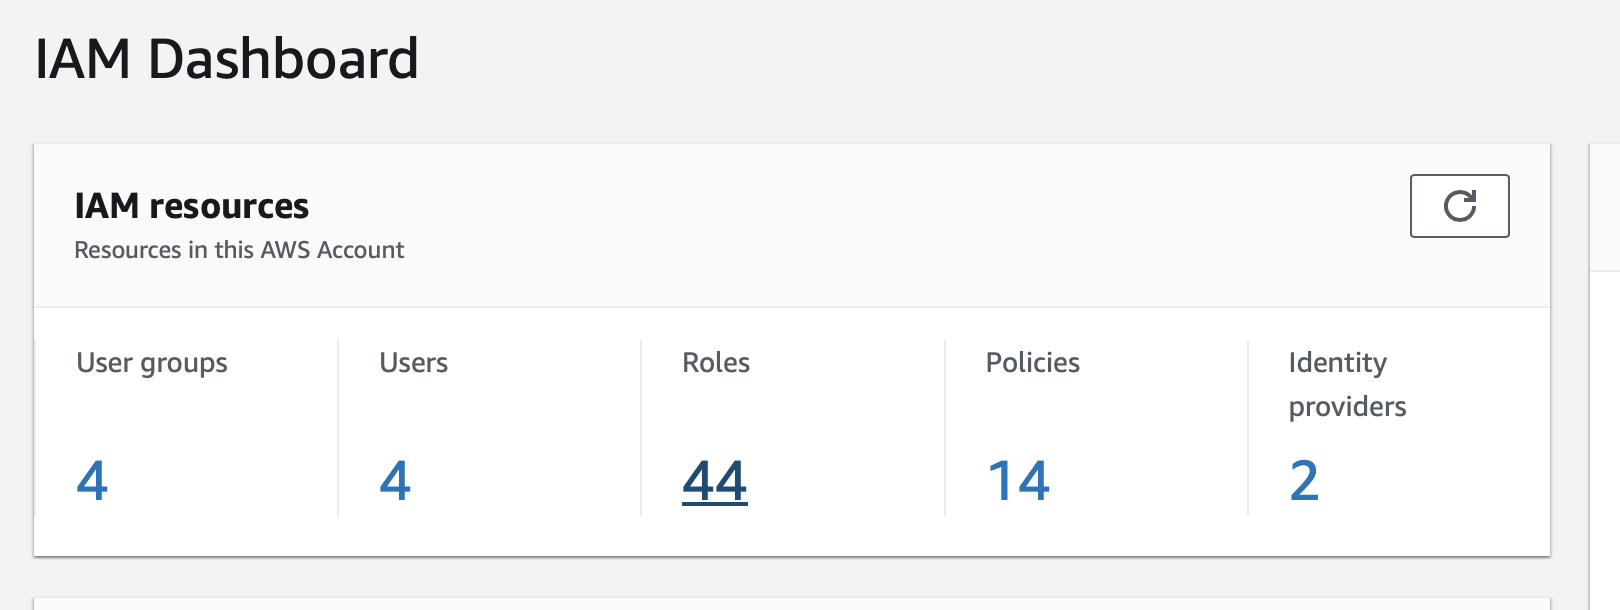 IAM Dashboard
IAM resources
Resources in this AWS Account
User groups
4
Users
4
Roles
44
Policies
14
Identity
providers
2